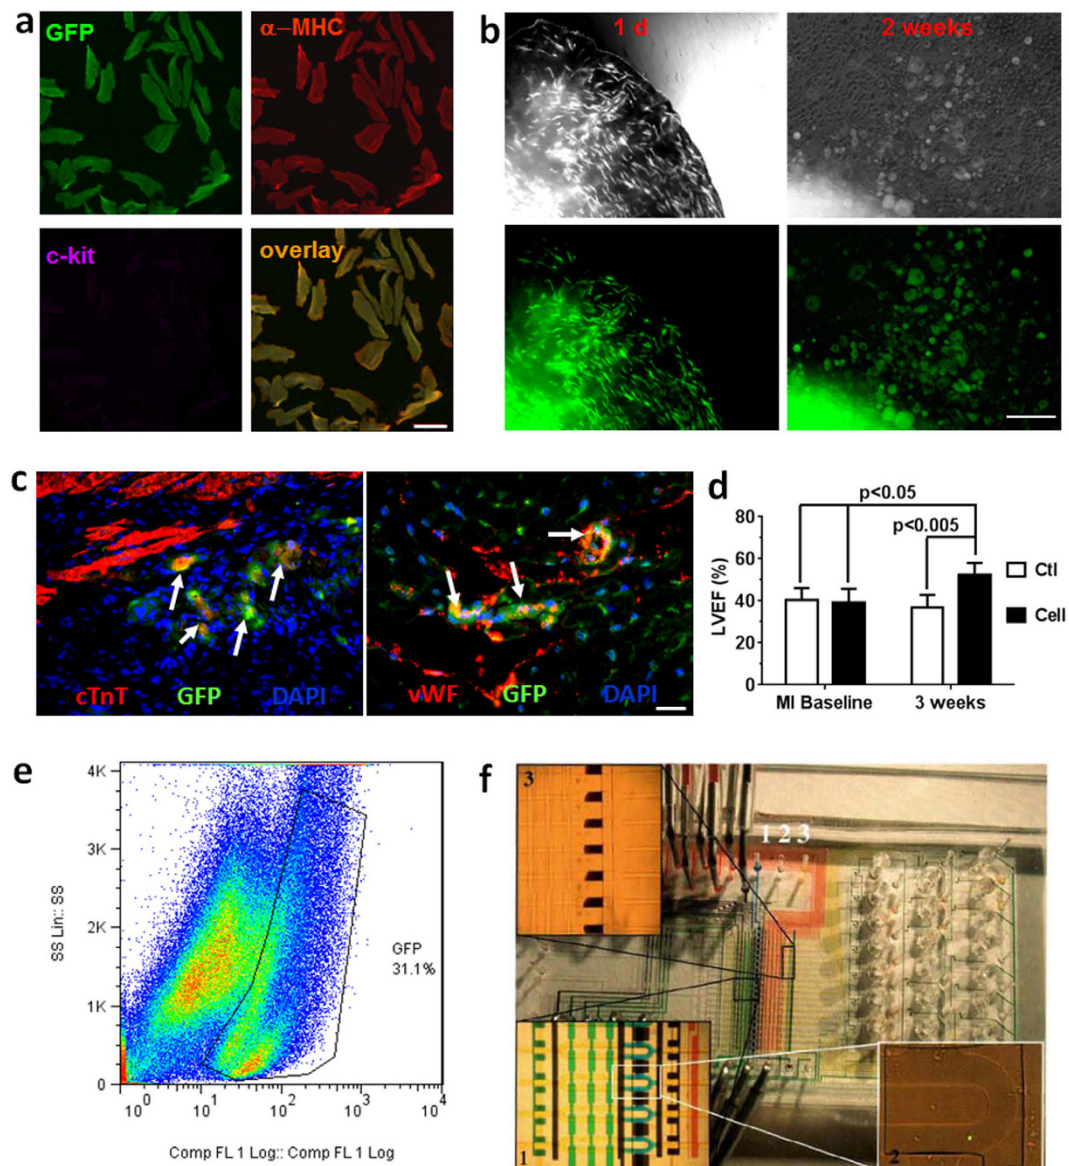 a
GFP
α–MHC
c-kit
overlay
b
1 d
2 weeks
c
cTnT GFP DAPI
vWF GFP DAPI
d
p<0.05
p<0.005
80
60
40
20
0
LVEF (%)
MI Baseline
3 weeks
Ctl
Cell
e
4K
3K
2K
1K
0
SS Lin:: SS
GFP
31.1%
10^0 10^1 10^2 10^3 10^4
Comp FL 1 Log:: Comp FL 1 Log
f
3
1 2 3
1
2